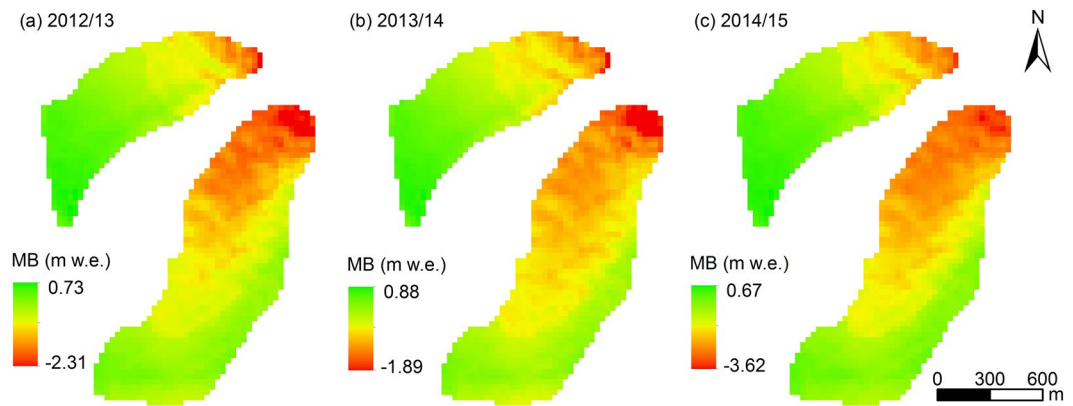 (a) 2012/13
(b) 2013/14
(c) 2014/15
N
MB (m w.e.)
0.73
-2.31
MB (m w.e.)
0.88
-1.89
MB (m w.e.)
0.67
-3.62
0 300 600
m